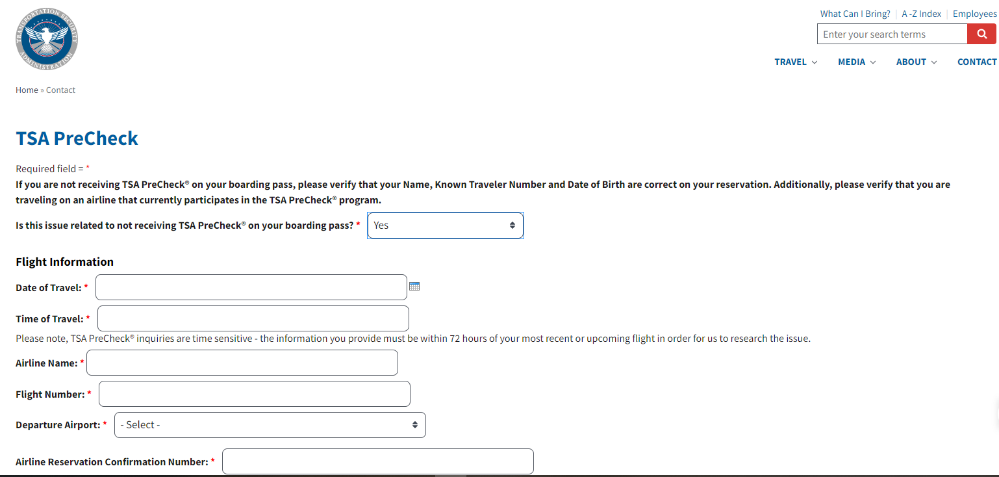 TRANSPORTATION SECURITY
ADMINISTRATION
What Can I Bring? | A -Z Index | Employees
Enter your search terms
TRAVEL MEDIA ABOUT CONTACT
Home » Contact
TSA PreCheck
Required field = *
If you are not receiving TSA PreCheck® on your boarding pass, please verify that your Name, Known Traveler Number and Date of Birth are correct on your reservation. Additionally, please verify that you are
traveling on an airline that currently participates in the TSA PreCheck® program.
Is this issue related to not receiving TSA PreCheck® on your boarding pass? * Yes
Flight Information
Date of Travel: *
Time of Travel: *
Please note, TSA PreCheck® inquiries are time sensitive - the information you provide must be within 72 hours of your most recent or upcoming flight in order for us to research the issue.
Airline Name: *
Flight Number: *
Departure Airport: * - Select -
Airline Reservation Confirmation Number: *